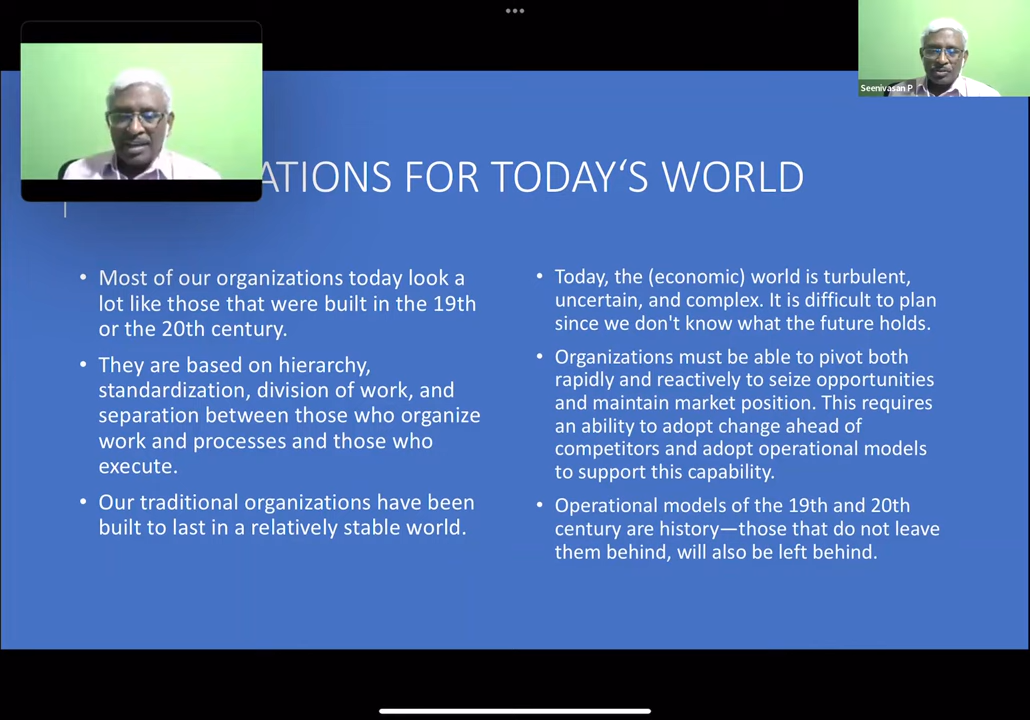 Seenivasan P
ATIONS FOR TODAY‘S WORLD
• Most of our organizations today look a
lot like those that were built in the 19th
or the 20th century.
• They are based on hierarchy,
standardization, division of work, and
separation between those who organize
work and processes and those who
execute.
• Our traditional organizations have been
built to last in a relatively stable world.
• Today, the (economic) world is turbulent,
uncertain, and complex. It is difficult to plan
since we don't know what the future holds.
• Organizations must be able to pivot both
rapidly and reactively to seize opportunities
and maintain market position. This requires
an ability to adopt change ahead of
competitors and adopt operational models
to support this capability.
• Operational models of the 19th and 20th
century are history—those that do not leave
them behind, will also be left behind.